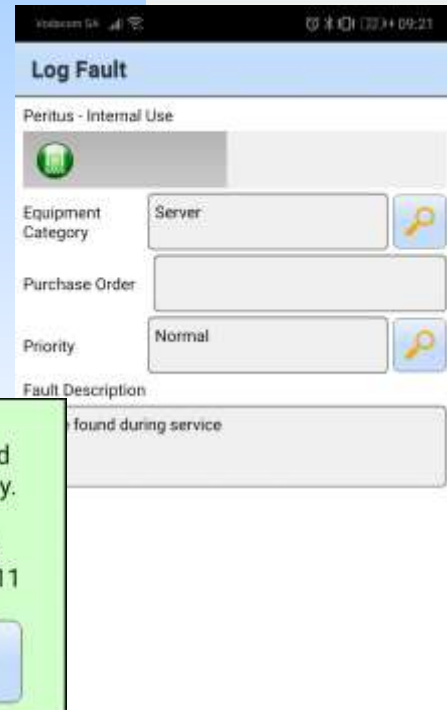 Vodacom SA 09:21
Log Fault
Peritus - Internal Use
Equipment Category
Server
Purchase Order
Priority
Normal
Fault Description
found during service
d
y.
11